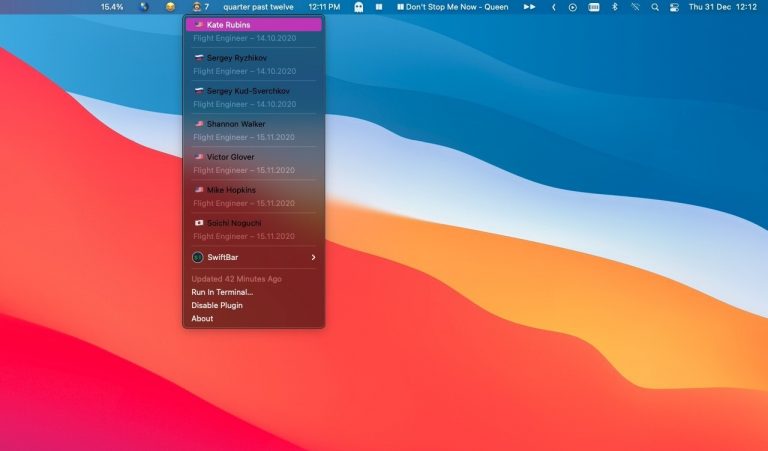 15.4% 7 quarter past twelve 12:11 PM Don't Stop Me Now - Queen Thu 31 Dec 12:12
Kate Rubins
Flight Engineer – 14.10.2020
Sergey Ryzhikov
Flight Engineer – 14.10.2020
Sergey Kud-Sverchkov
Flight Engineer – 14.10.2020
Shannon Walker
Flight Engineer – 15.11.2020
Victor Glover
Flight Engineer – 15.11.2020
Mike Hopkins
Flight Engineer – 15.11.2020
Soichi Noguchi
Flight Engineer – 15.11.2020
SwiftBar
Updated 42 Minutes Ago
Run In Terminal...
Disable Plugin
About